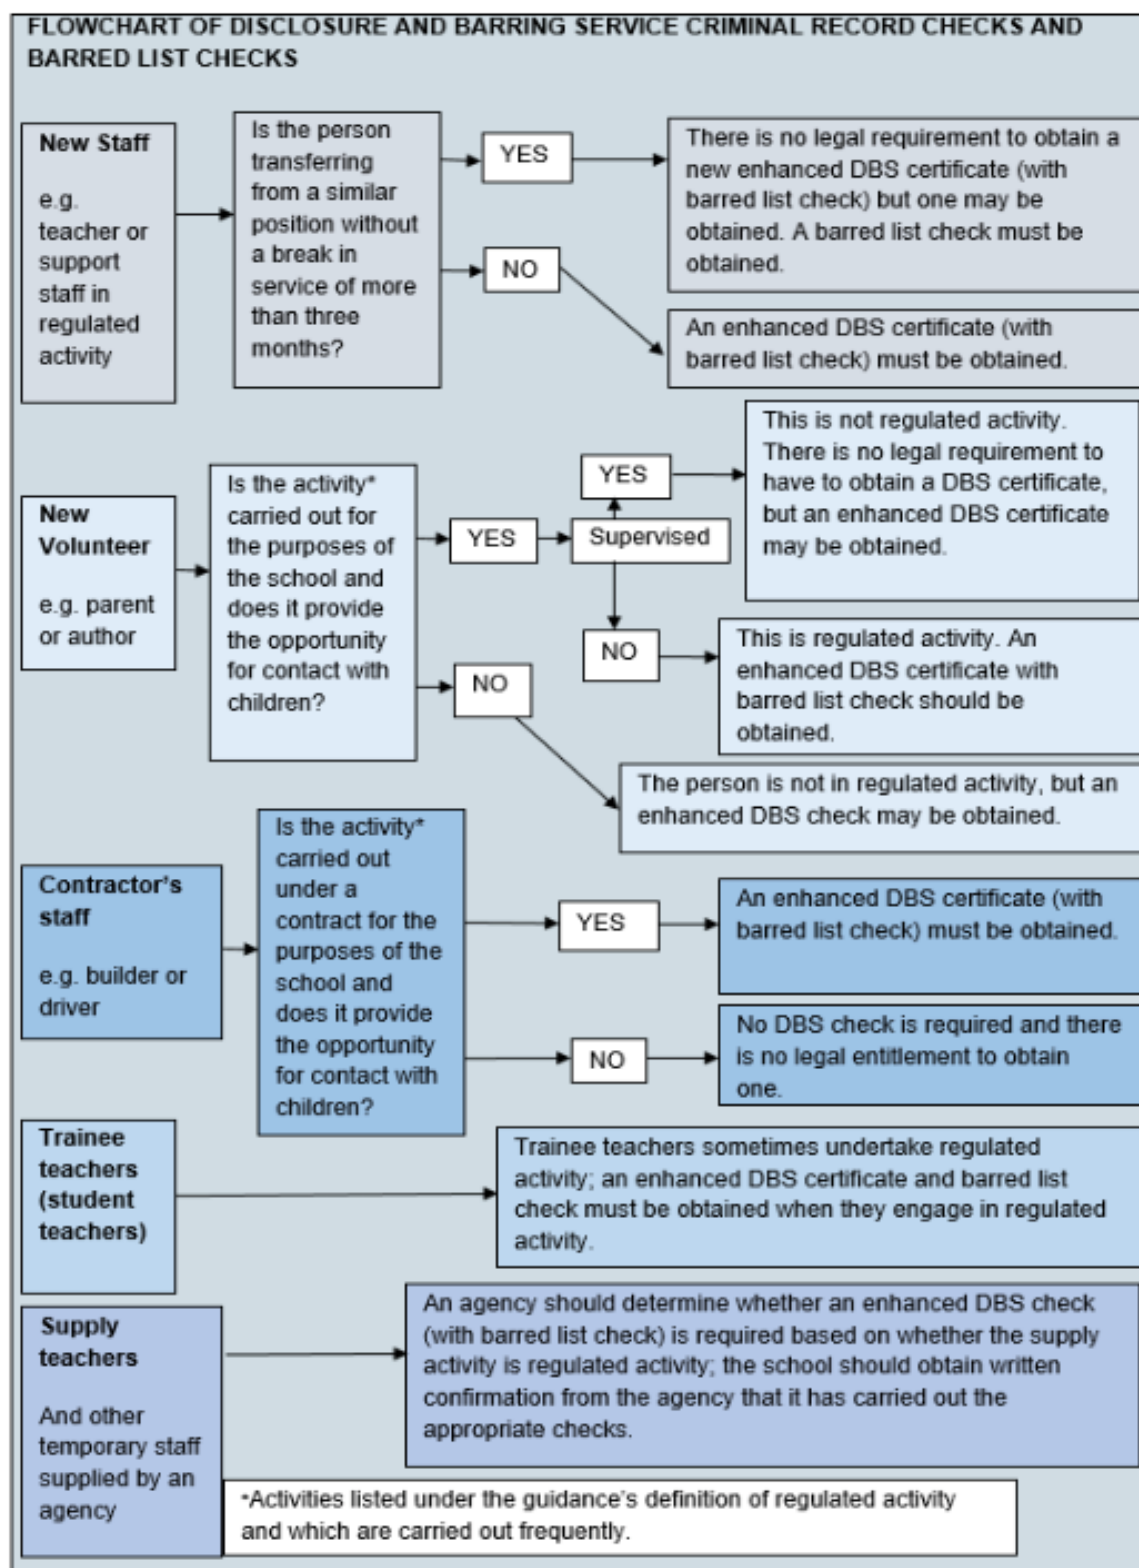 FLOWCHART OF DISCLOSURE AND BARRING SERVICE CRIMINAL RECORD CHECKS AND
BARRED LIST CHECKS
New Staff
e.g.
teacher or
support
staff in
regulated
activity
Is the person
transferring
from a similar
position without
a break in
service of more
than three
months?
YES
There is no legal requirement to obtain a
new enhanced DBS certificate (with
barred list check) but one may be
obtained. A barred list check must be
obtained.
NO
An enhanced DBS certificate (with
barred list check) must be obtained.
New
Volunteer
e.g. parent
or author
Is the activity*
carried out for
the purposes of
the school and
does it provide
the opportunity
for contact with
children?
YES
Supervised
YES
This is not regulated activity.
There is no legal requirement to
have to obtain a DBS certificate,
but an enhanced DBS certificate
may be obtained.
NO
This is regulated activity. An
enhanced DBS certificate with
barred list check should be
obtained.
NO
The person is not in regulated activity, but an
enhanced DBS check may be obtained.
Contractor's
staff
e.g. builder or
driver
Is the activity*
carried out
under a
contract for the
purposes of the
school and
does it provide
the opportunity
for contact with
children?
YES
An enhanced DBS certificate (with
barred list check) must be obtained.
NO
No DBS check is required and there
is no legal entitlement to obtain
one.
Trainee
teachers
(student
teachers)
Trainee teachers sometimes undertake regulated
activity; an enhanced DBS certificate and barred list
check must be obtained when they engage in regulated
activity.
Supply
teachers
And other
temporary staff
supplied by an
agency
An agency should determine whether an enhanced DBS check
(with barred list check) is required based on whether the supply
activity is regulated activity; the school should obtain written
confirmation from the agency that it has carried out the
appropriate checks.
*Activities listed under the guidance's definition of regulated activity
and which are carried out frequently.